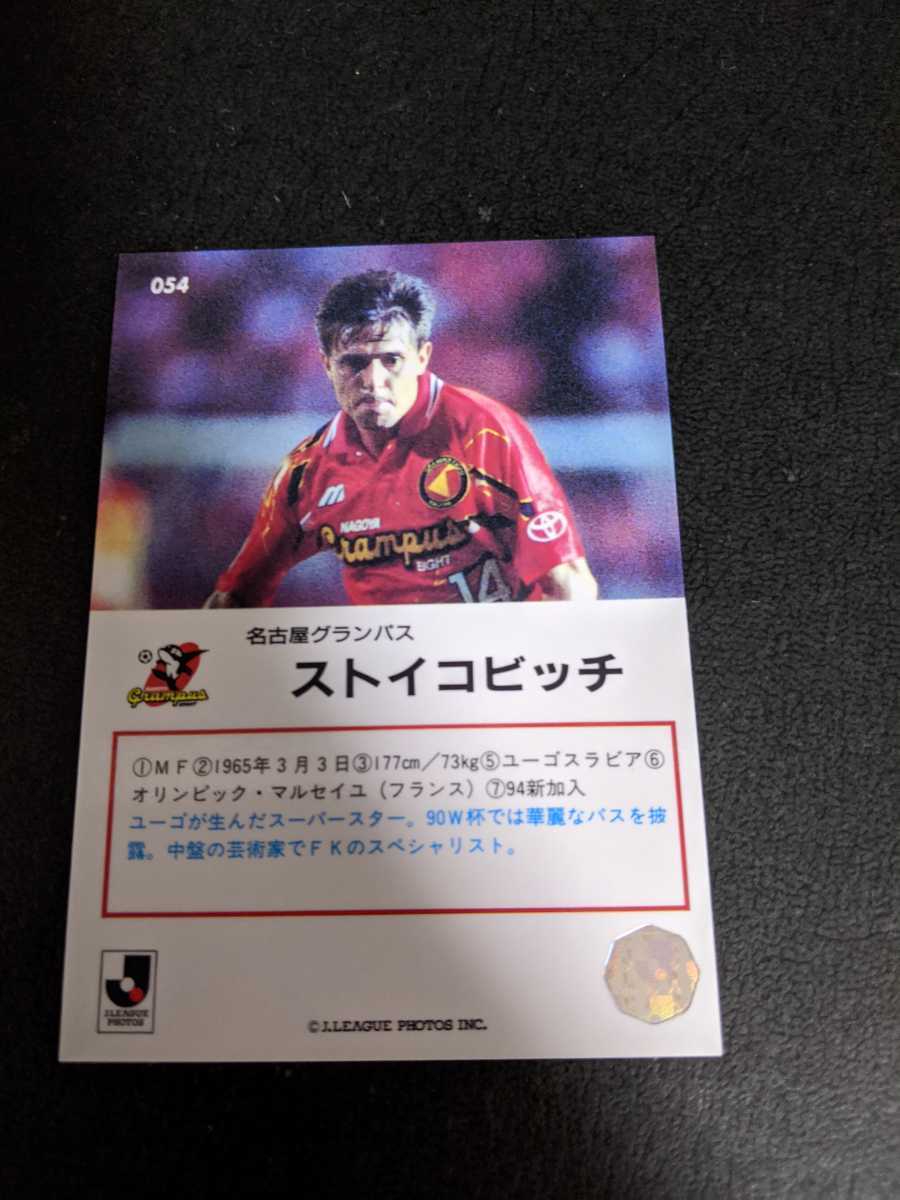 054
NAGOYA
Grampus
EIGHT
14
名古屋グランパス
ストイコビッチ
Grampus
①ＭＦ②1965年３月３日③177cm／73kg⑤ユーゴスラビア⑥
オリンピック・マルセイユ（フランス）⑦94新加入
ユーゴが生んだスーパースター。90Ｗ杯では華麗なパスを披
露。中盤の芸術家でＦＫのスペシャリスト。
J.LEAGUE
PHOTOS
© J.LEAGUE PHOTOS INC.